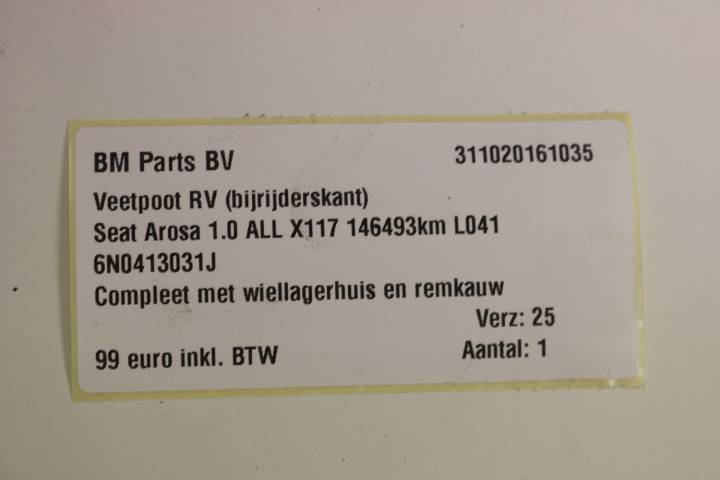 BM Parts BV 311020161035
Veetpoot RV (bijrijderskant)
Seat Arosa 1.0 ALL X117 146493km L041
6N0413031J
Compleet met wiellagerhuis en remkauw
Verz: 25
99 euro inkl. BTW Aantal: 1